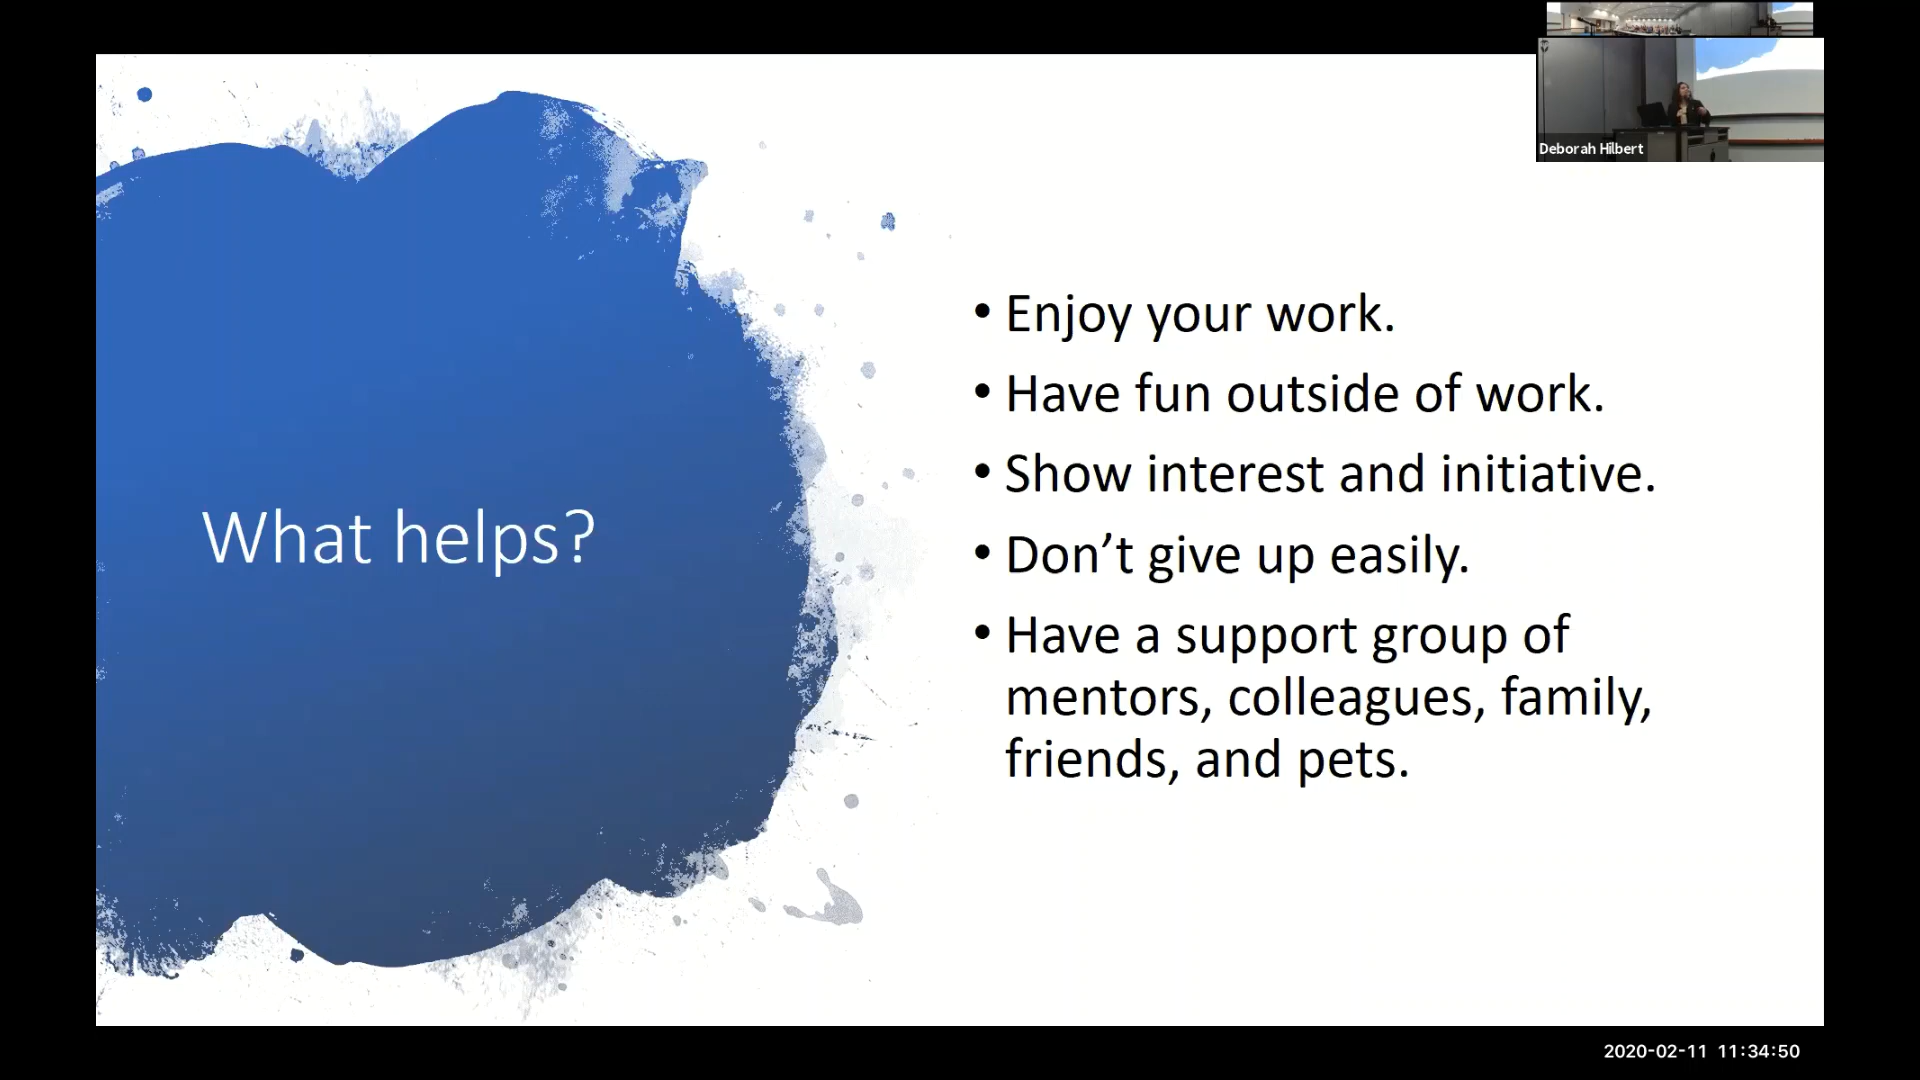 Deborah Hilbert
What helps?
• Enjoy your work.
• Have fun outside of work.
• Show interest and initiative.
• Don’t give up easily.
• Have a support group of
mentors, colleagues, family,
friends, and pets.
2020-02-11 11:34:50